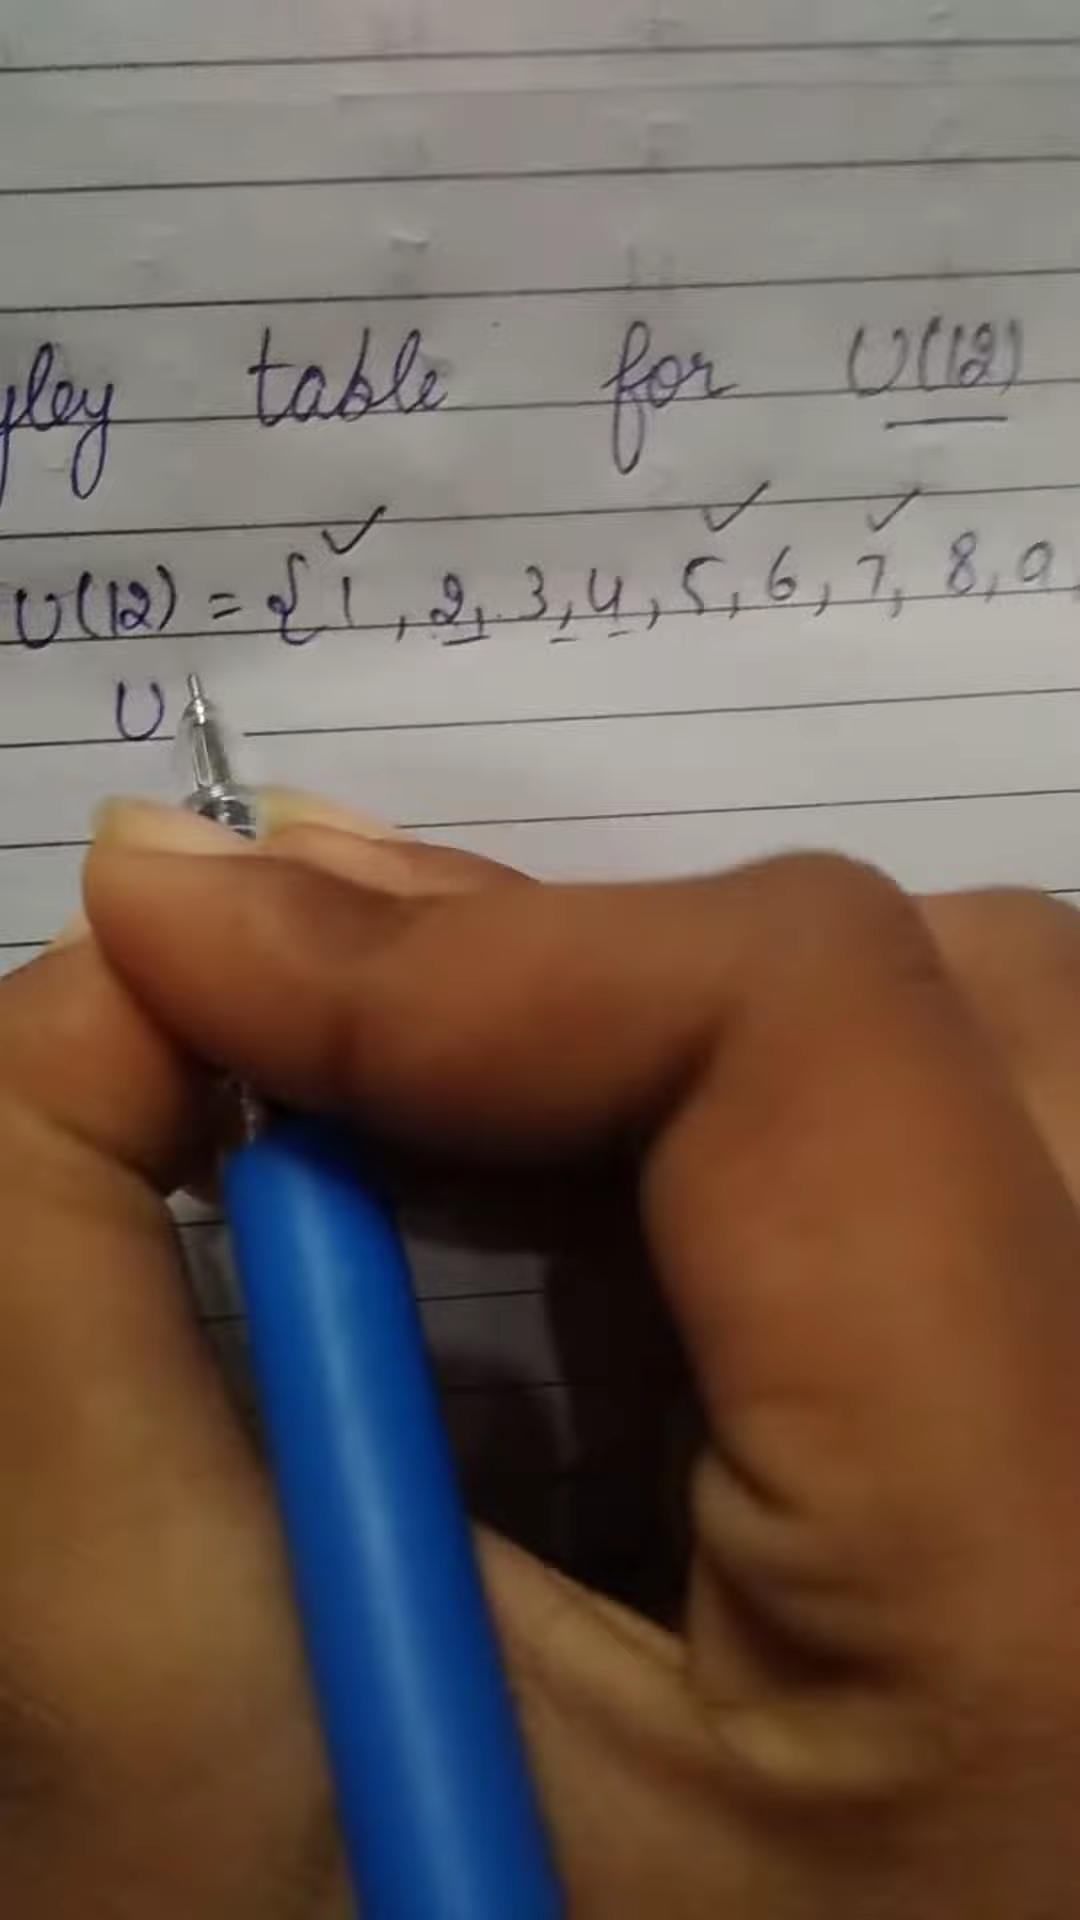 yley table for U(12)
U(12) = {1, 2, 3, 4, 5, 6, 7, 8, 9,
U